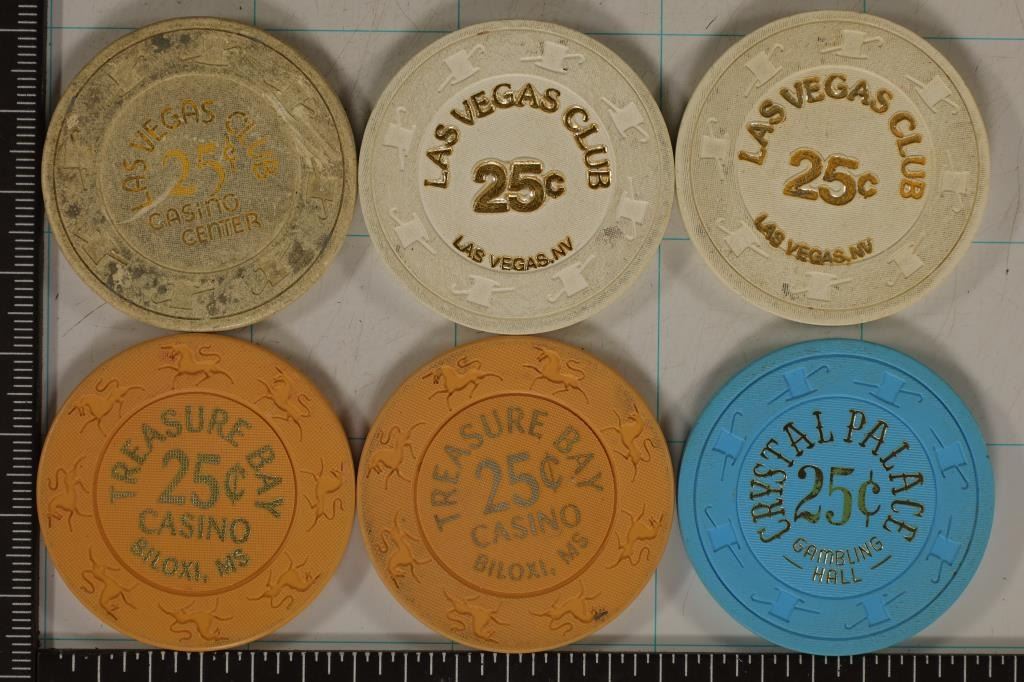 LAS VEGAS CLUB
25¢
CASINO
CENTER
LAS VEGAS CLUB
25¢
LAS VEGAS, NV
LAS VEGAS CLUB
25¢
LAS VEGAS, NV
TREASURE BAY
25¢
CASINO
BILOXI, MS
TREASURE BAY
25¢
CASINO
BILOXI, MS
CRYSTAL PALACE
25¢
GAMBLING
HALL